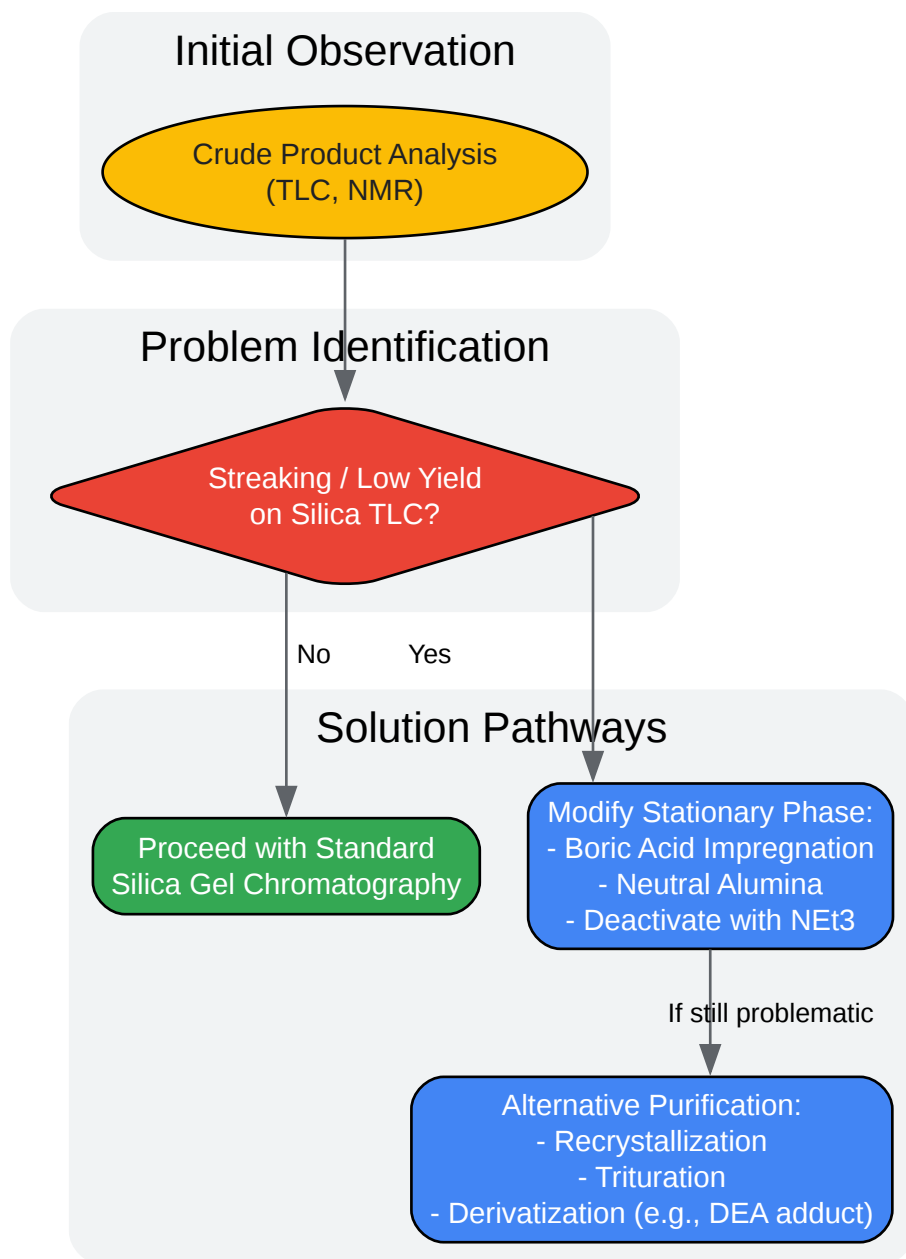 Initial Observation
Crude Product Analysis
(TLC, NMR)
Problem Identification
Streaking / Low Yield
on Silica TLC?
No
Yes
Solution Pathways
Proceed with Standard
Silica Gel Chromatography
Modify Stationary Phase:
- Boric Acid Impregnation
- Neutral Alumina
- Deactivate with NEt3
If still problematic
Alternative Purification:
- Recrystallization
- Trituration
- Derivatization (e.g., DEA adduct)